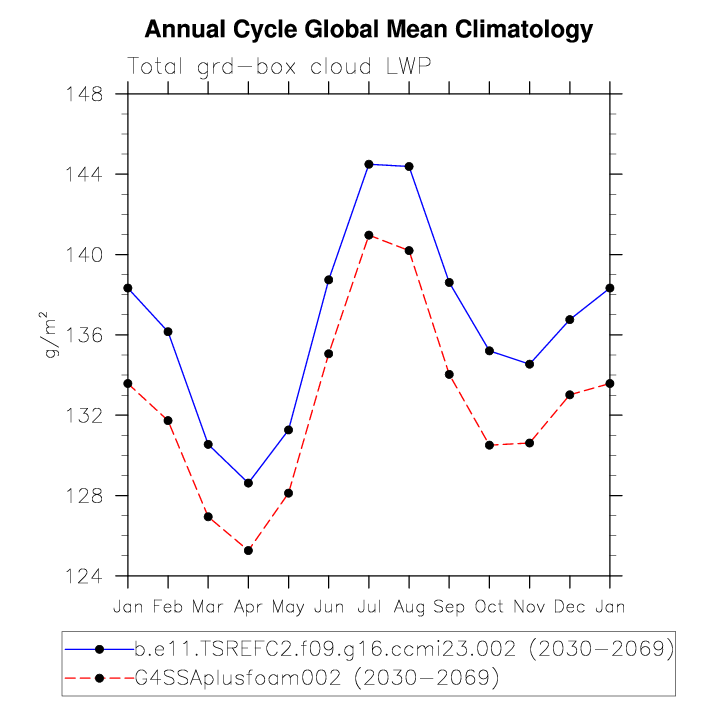 Annual Cycle Global Mean Climatology
Total grd-box cloud LWP
148
144
140
136
132
128
124
g/m²
Jan Feb Mar Apr May Jun Jul Aug Sep Oct Nov Dec Jan
b.e11.TSREFC2.f09.g16.ccmi23.002 (2030-2069)
G4SSAplusfoam002 (2030-2069)